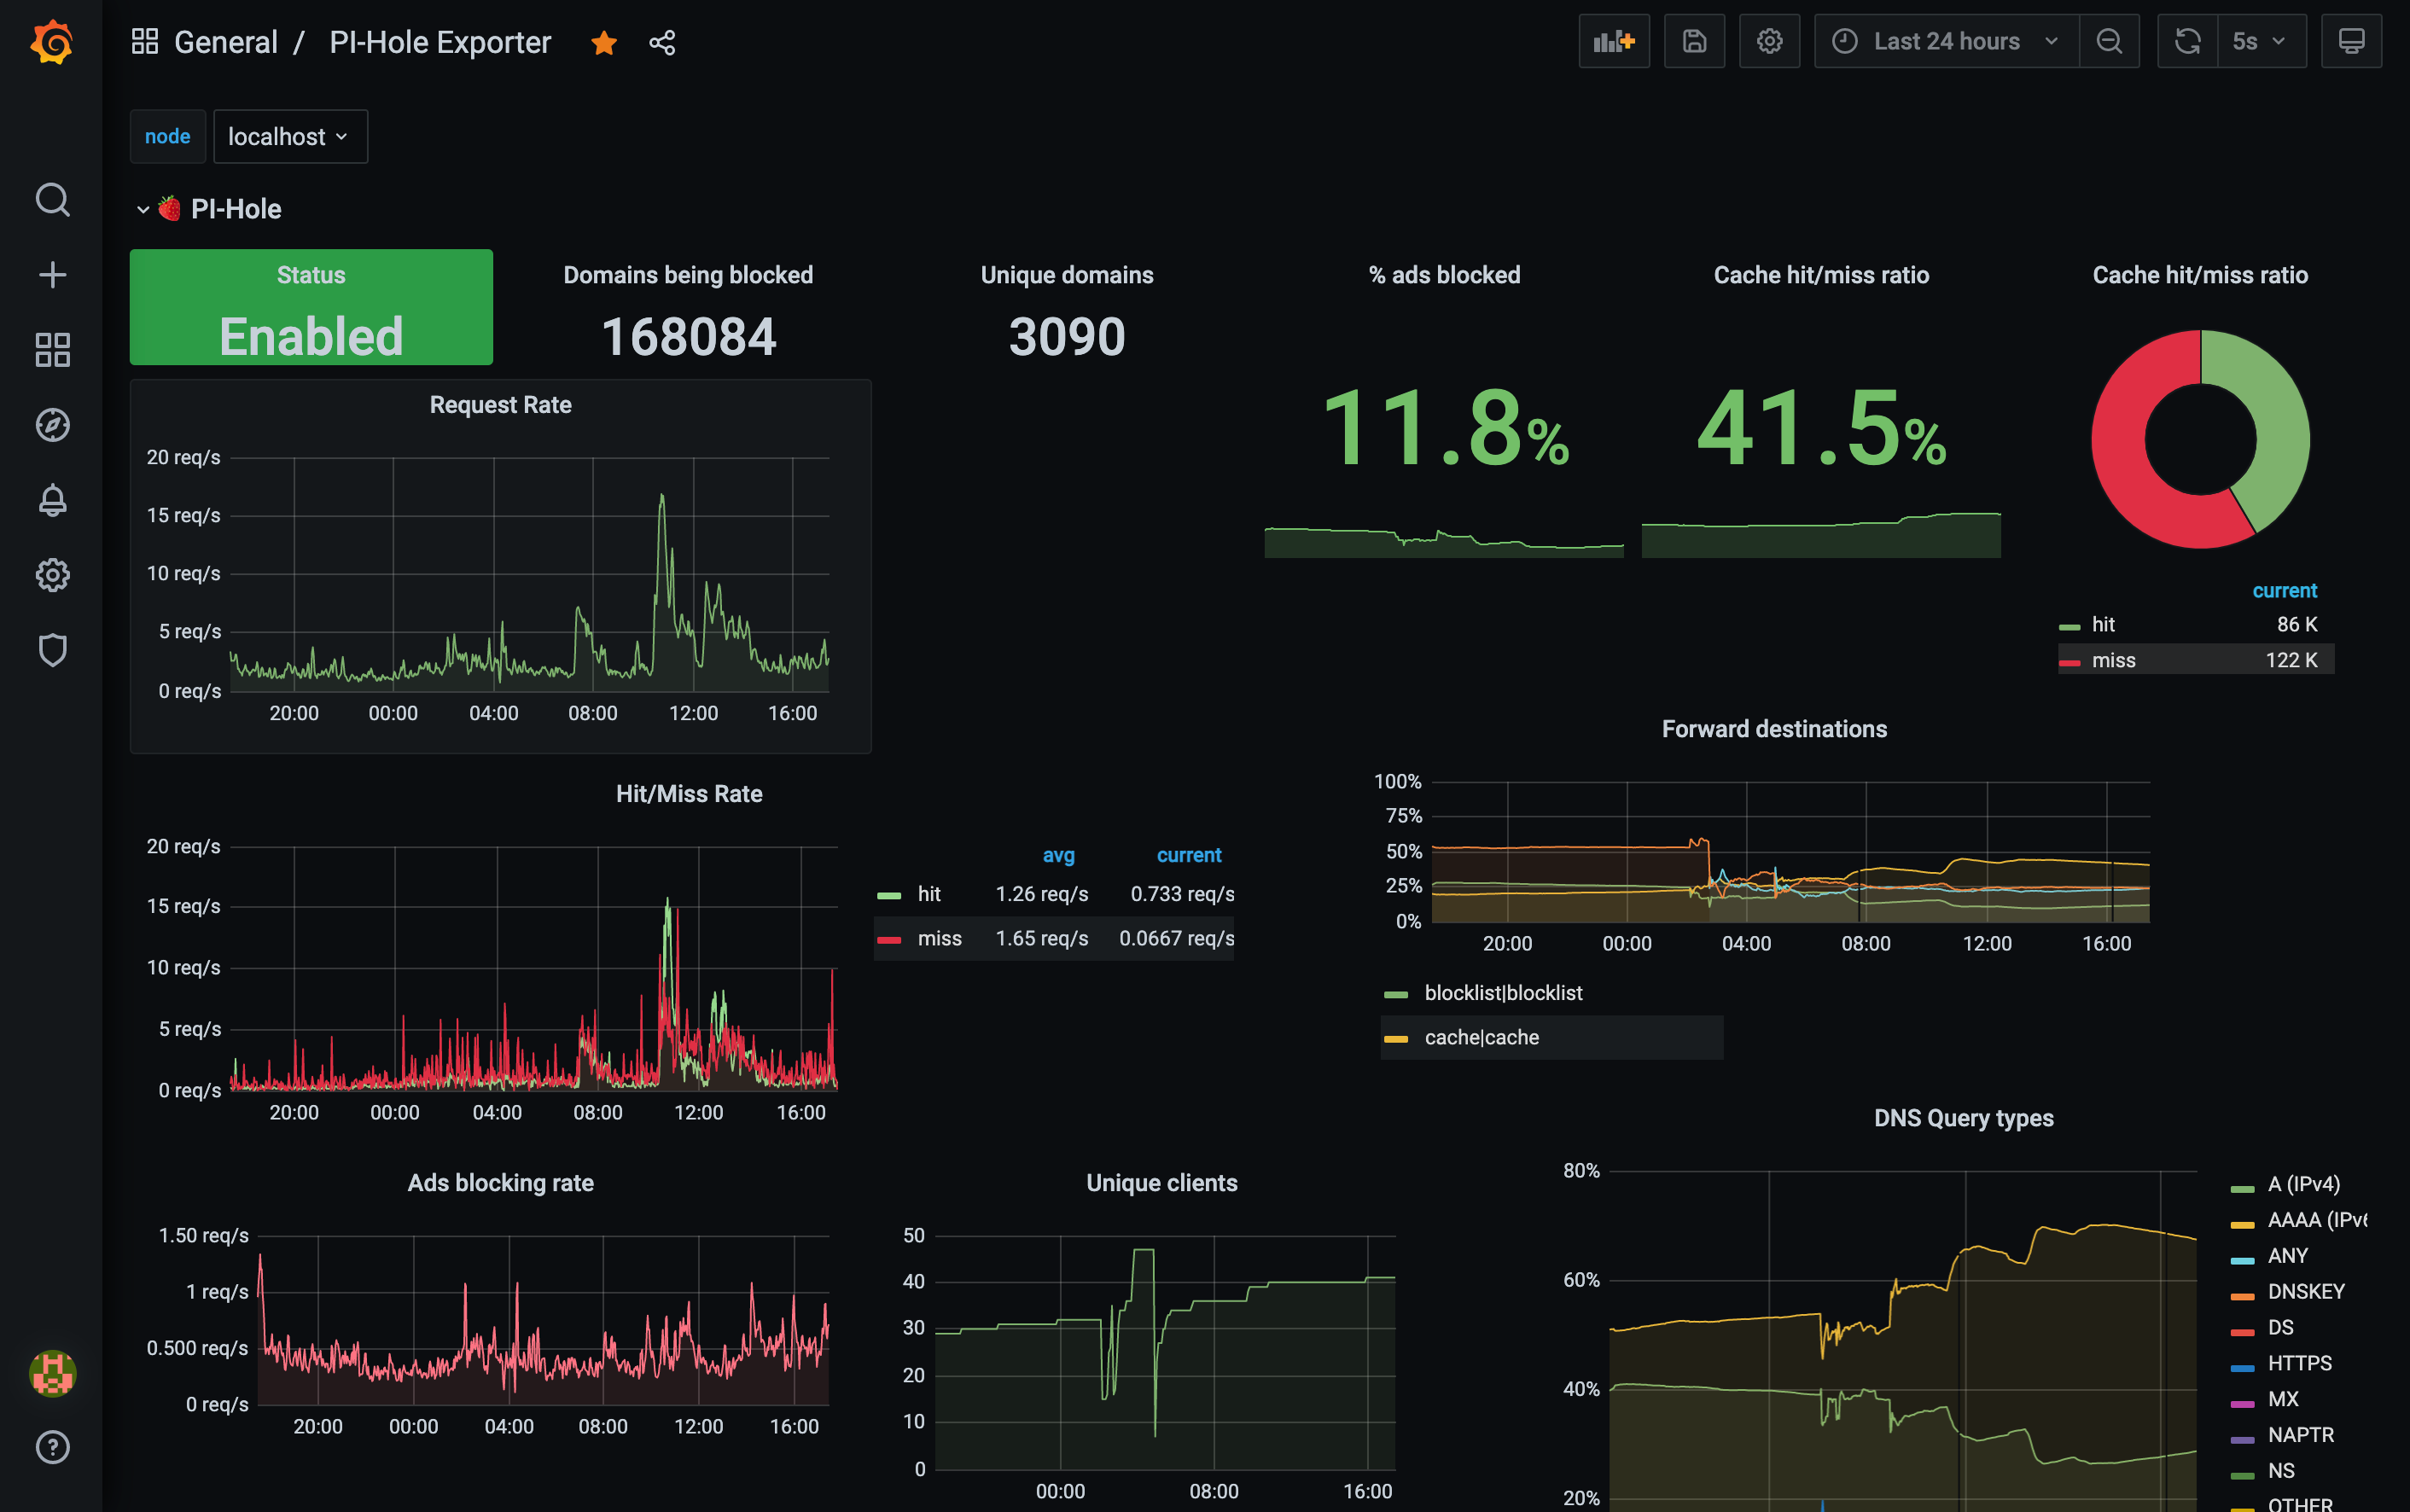 General / PI-Hole Exporter
Last 24 hours
5s
node
localhost
PI-Hole
Status
Enabled
Domains being blocked
168084
Unique domains
3090
% ads blocked
11.8%
Cache hit/miss ratio
41.5%
Cache hit/miss ratio
current
hit 86 K
miss 122 K
Request Rate
20 req/s
15 req/s
10 req/s
5 req/s
0 req/s
20:00 00:00 04:00 08:00 12:00 16:00
Hit/Miss Rate
20 req/s
15 req/s
10 req/s
5 req/s
0 req/s
20:00 00:00 04:00 08:00 12:00 16:00
avg current
hit 1.26 req/s 0.733 req/s
miss 1.65 req/s 0.0667 req/s
Forward destinations
100%
75%
50%
25%
0%
20:00 00:00 04:00 08:00 12:00 16:00
blocklist|blocklist
cache|cache
Ads blocking rate
1.50 req/s
1 req/s
0.500 req/s
0 req/s
20:00 00:00 04:00 08:00 12:00 16:00
Unique clients
50
40
30
20
10
0
00:00 08:00 16:00
DNS Query types
80%
60%
40%
20%
A (IPv4)
AAAA (IPv6
ANY
DNSKEY
DS
HTTPS
MX
NAPTR
NS
OTHER